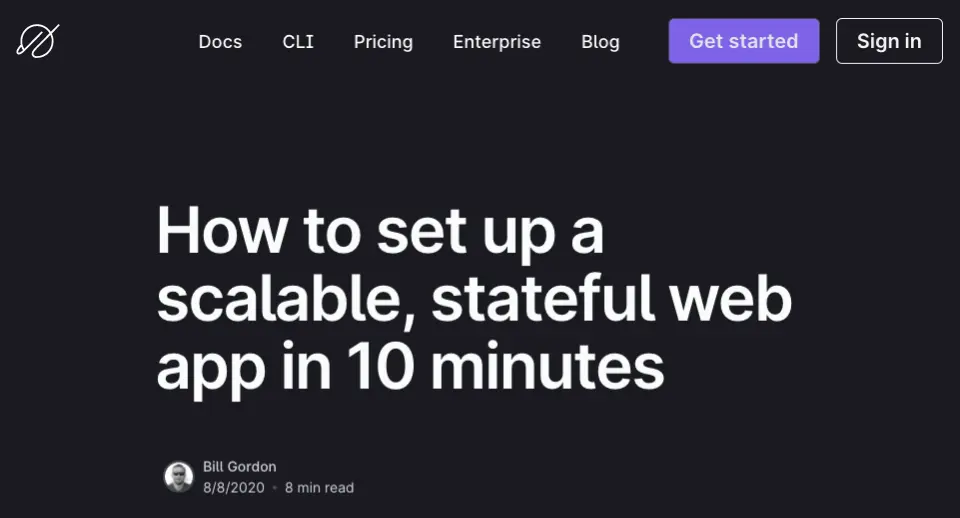 Docs CLI Pricing Enterprise Blog Get started Sign in
How to set up a
scalable, stateful web
app in 10 minutes
Bill Gordon
8/8/2020 • 8 min read